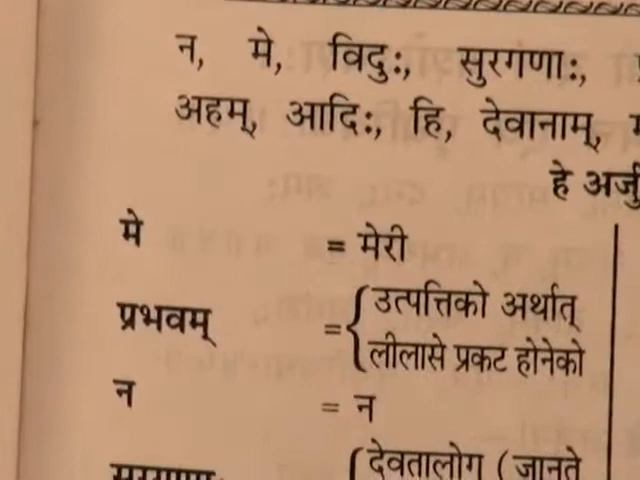 न, मे, विदुः, सुरगणाः,
अहम्, आदिः, हि, देवानाम्,
हे अर्जु
मे = मेरी
प्रभवम् = { उत्पत्तिको अर्थात्
लीलासे प्रकट होनेको
न = न
देवतालोग (जानते